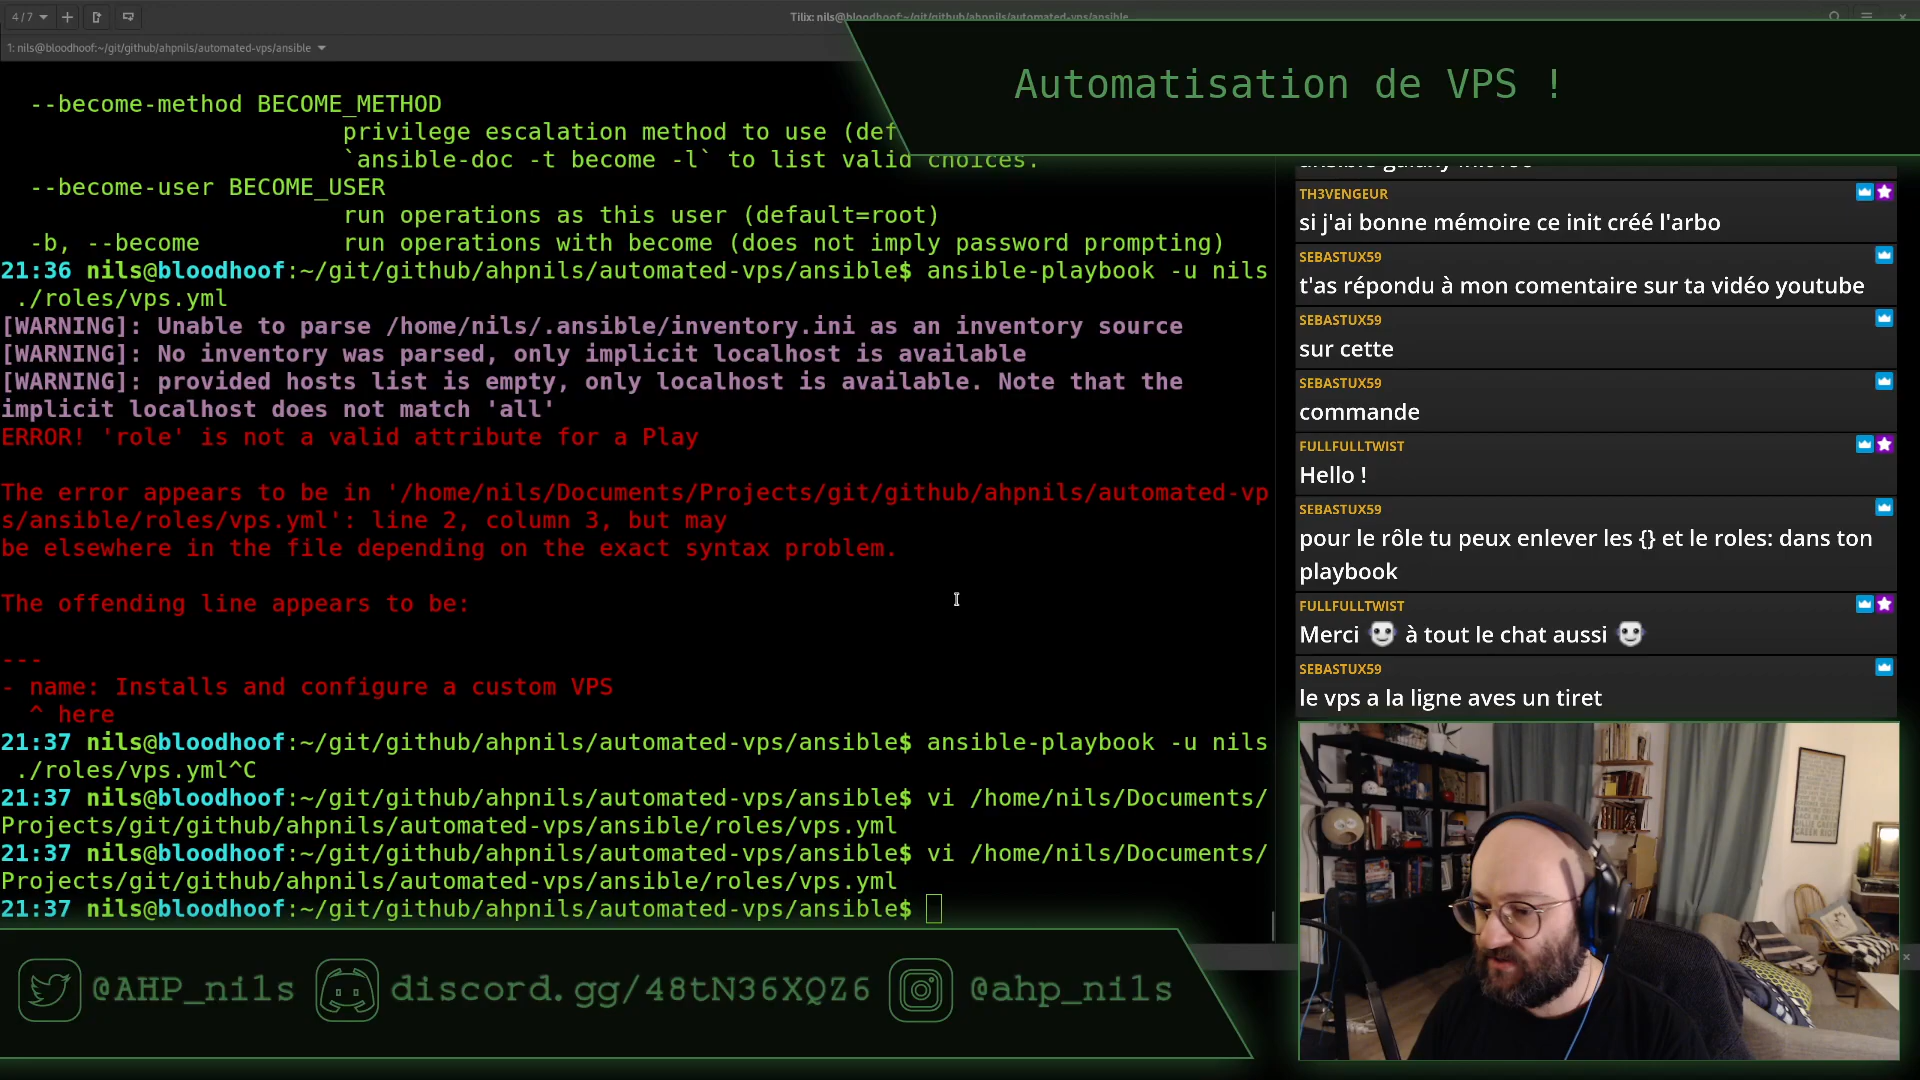 4 / 7
Tilix: nils@bloodhoof:~/git/github/ahpnils/automated-vps/ansible
1: nils@bloodhoof:~/git/github/ahpnils/automated-vps/ansible
Automatisation de VPS !
--become-method BECOME_METHOD
privilege escalation method to use (def
`ansible-doc -t become -l` to list valid choices.
--become-user BECOME_USER
run operations as this user (default=root)
-b, --become run operations with become (does not imply password prompting)
21:36 nils@bloodhoof:~/git/github/ahpnils/automated-vps/ansible$ ansible-playbook -u nils
./roles/vps.yml
[WARNING]: Unable to parse /home/nils/.ansible/inventory.ini as an inventory source
[WARNING]: No inventory was parsed, only implicit localhost is available
[WARNING]: provided hosts list is empty, only localhost is available. Note that the
implicit localhost does not match 'all'
ERROR! 'role' is not a valid attribute for a Play
The error appears to be in '/home/nils/Documents/Projects/git/github/ahpnils/automated-vp
s/ansible/roles/vps.yml': line 2, column 3, but may
be elsewhere in the file depending on the exact syntax problem.
The offending line appears to be:
---
- name: Installs and configure a custom VPS
^ here
21:37 nils@bloodhoof:~/git/github/ahpnils/automated-vps/ansible$ ansible-playbook -u nils
./roles/vps.yml^C
21:37 nils@bloodhoof:~/git/github/ahpnils/automated-vps/ansible$ vi /home/nils/Documents/
Projects/git/github/ahpnils/automated-vps/ansible/roles/vps.yml
21:37 nils@bloodhoof:~/git/github/ahpnils/automated-vps/ansible$ vi /home/nils/Documents/
Projects/git/github/ahpnils/automated-vps/ansible/roles/vps.yml
21:37 nils@bloodhoof:~/git/github/ahpnils/automated-vps/ansible$
TH3VENGEUR
si j'ai bonne mémoire ce init créé l'arbo
SEBASTUX59
t'as répondu à mon comentaire sur ta vidéo youtube
SEBASTUX59
sur cette
SEBASTUX59
commande
FULLFULLTWIST
Hello !
SEBASTUX59
pour le rôle tu peux enlever les {} et le roles: dans ton
playbook
FULLFULLTWIST
Merci à tout le chat aussi
SEBASTUX59
le vps a la ligne aves un tiret
@AHP_nils
discord.gg/48tN36XQZ6
@ahp_nils